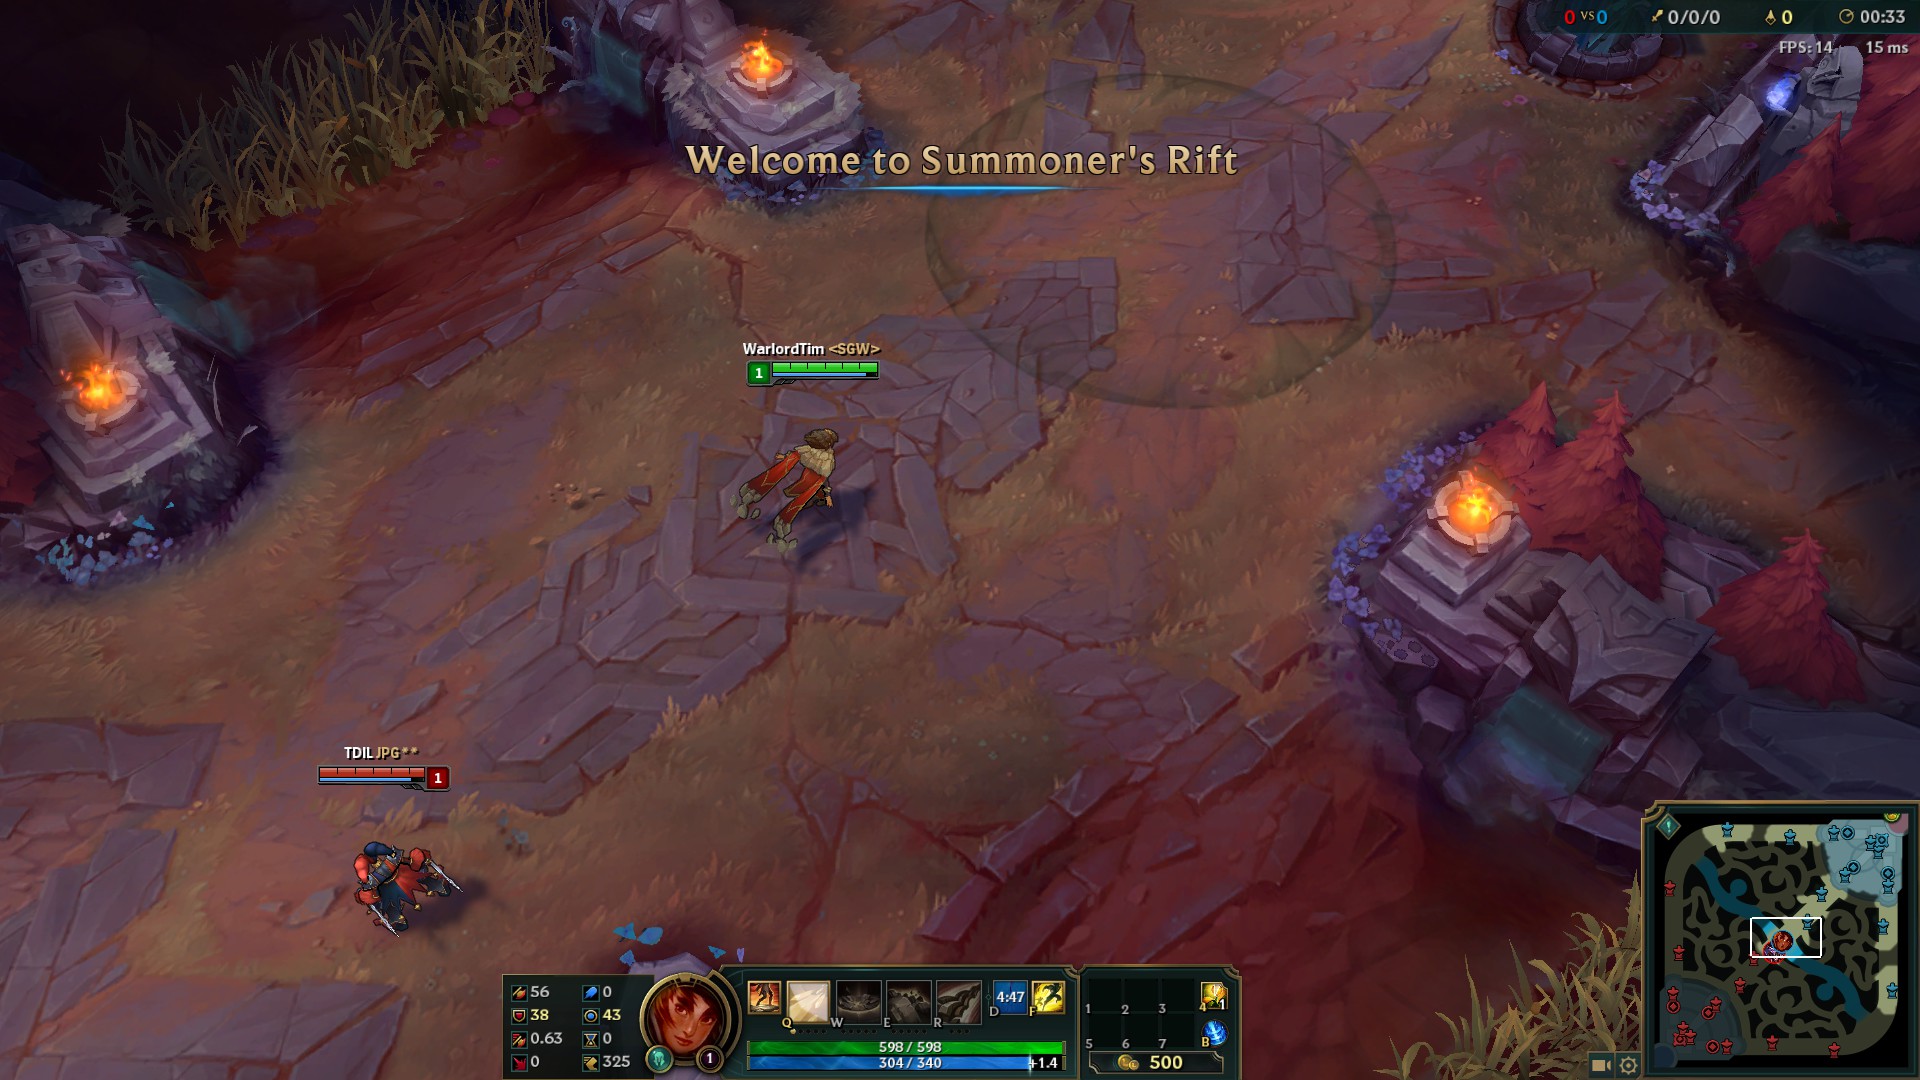 0 VS 0 0/0/0 0 00:33
FPS: 14 15 ms
Welcome to Summoner's Rift
WarlordTim <SGW>
1
TDILJPG**
1
56 0
38 43
0.63 0
0 325
1
Q W E R
4:47
D F
598 / 598
304 / 340 +1.4
1 2 3 4 1
5 6 7 B
500